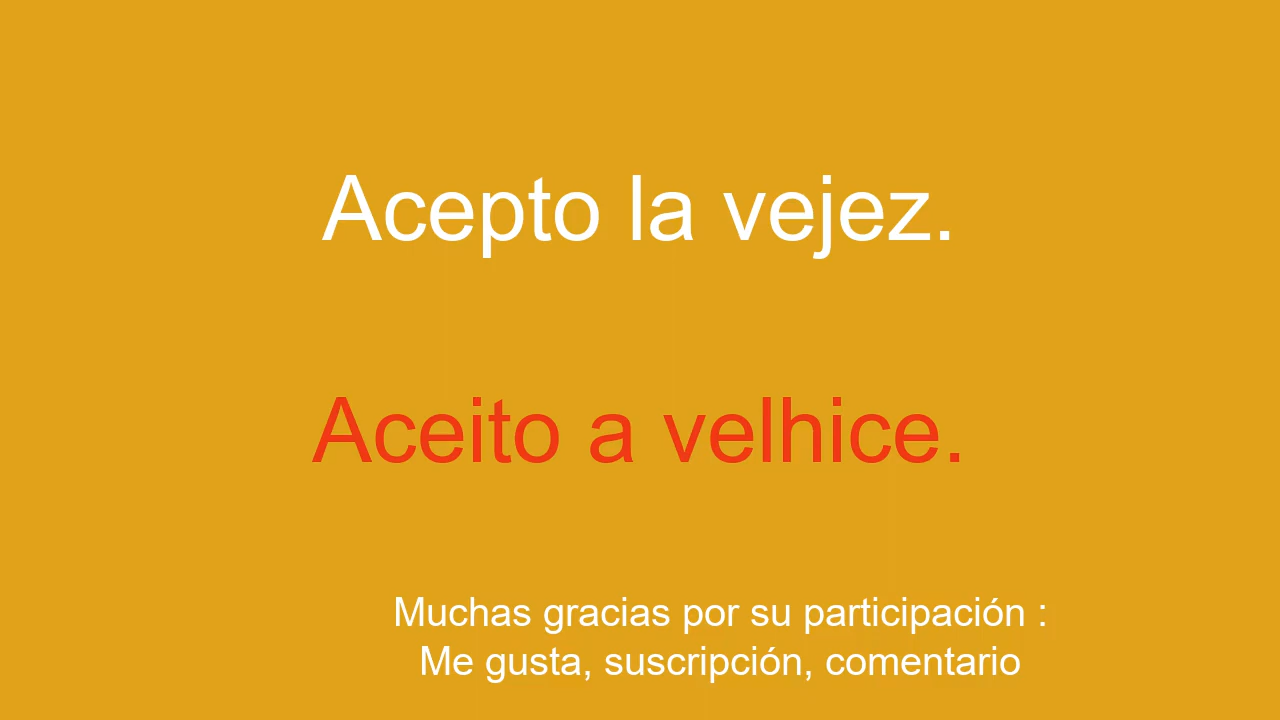 Acepto la vejez.
Aceito a velhice.
Muchas gracias por su participación :
Me gusta, suscripción, comentario